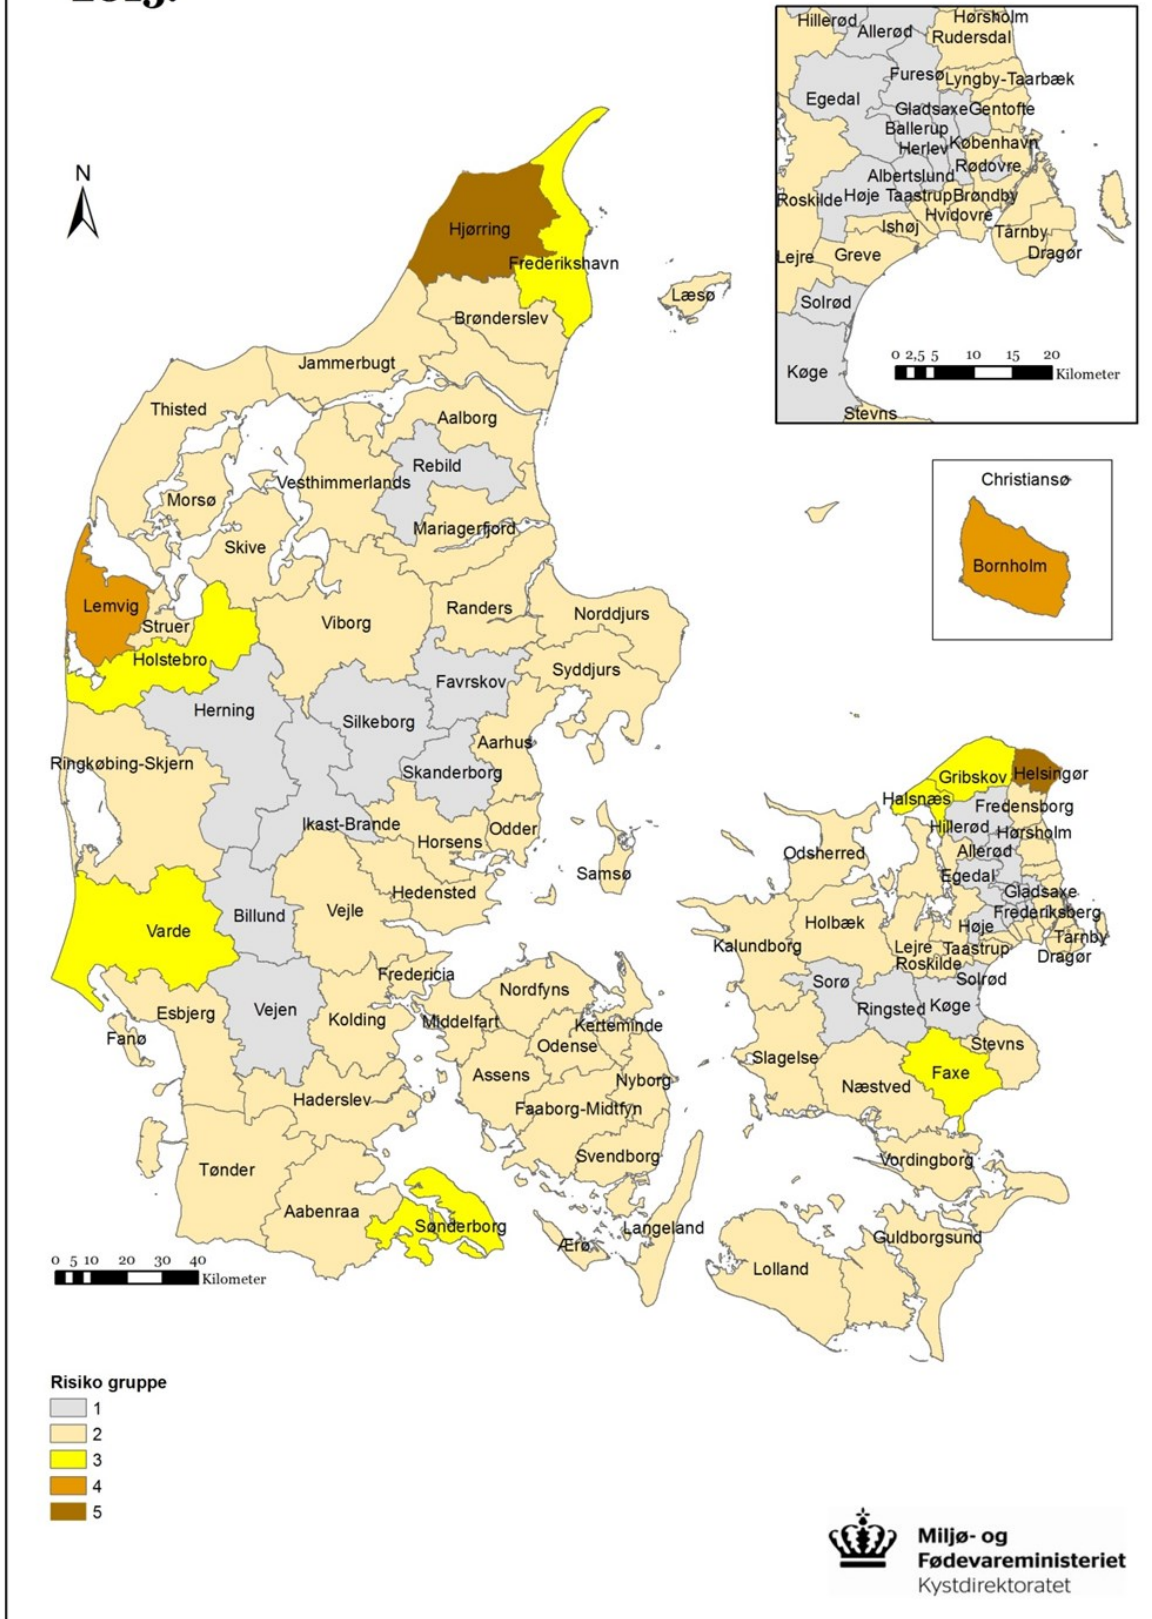 2015.
Hillerød
Hørsholm
Allerød
Rudersdal
Furesø
Lyngby-Taarbæk
Egedal
Gladsaxe
Gentofte
Ballerup
Herlev
København
Rødovre
Albertslund
Roskilde
Høje Taastrup
Brøndby
Hvidovre
Ishøj
Tårnby
Lejre
Greve
Dragør
Solrød
0 2,5 5 10 15 20
Kilometer
Køge
Stevns
N
Hjørring
Frederikshavn
Læsø
Brønderslev
Jammerbugt
Thisted
Aalborg
Rebild
Vesthimmerlands
Morsø
Mariagerfjord
Skive
Christiansø
Bornholm
Lemvig
Struer
Viborg
Randers
Norddjurs
Holstebro
Syddjurs
Favrskov
Herning
Silkeborg
Aarhus
Ringkøbing-Skjern
Skanderborg
Ikast-Brande
Odder
Horsens
Samsø
Hedensted
Billund
Vejle
Varde
Gribskov
Helsingør
Halsnæs
Fredensborg
Hillerød
Hørsholm
Allerød
Odsherred
Egedal
Gladsaxe
Frederiksberg
Holbæk
Høje
Tårnby
Kalundborg
Lejre
Taastrup
Dragør
Roskilde
Fredericia
Solrød
Sorø
Nordfyns
Ringsted
Køge
Vejen
Esbjerg
Kolding
Middelfart
Kerteminde
Fanø
Odense
Stevns
Slagelse
Assens
Nyborg
Faxe
Næstved
Haderslev
Faaborg-Midtfyn
Svendborg
Vordingborg
Tønder
Aabenraa
Sønderborg
Langeland
Ærø
Guldborgsund
Lolland
0 5 10 20 30 40
Kilometer
Risiko gruppe
1
2
3
4
5
Miljø- og
Fødevareministeriet
Kystdirektoratet